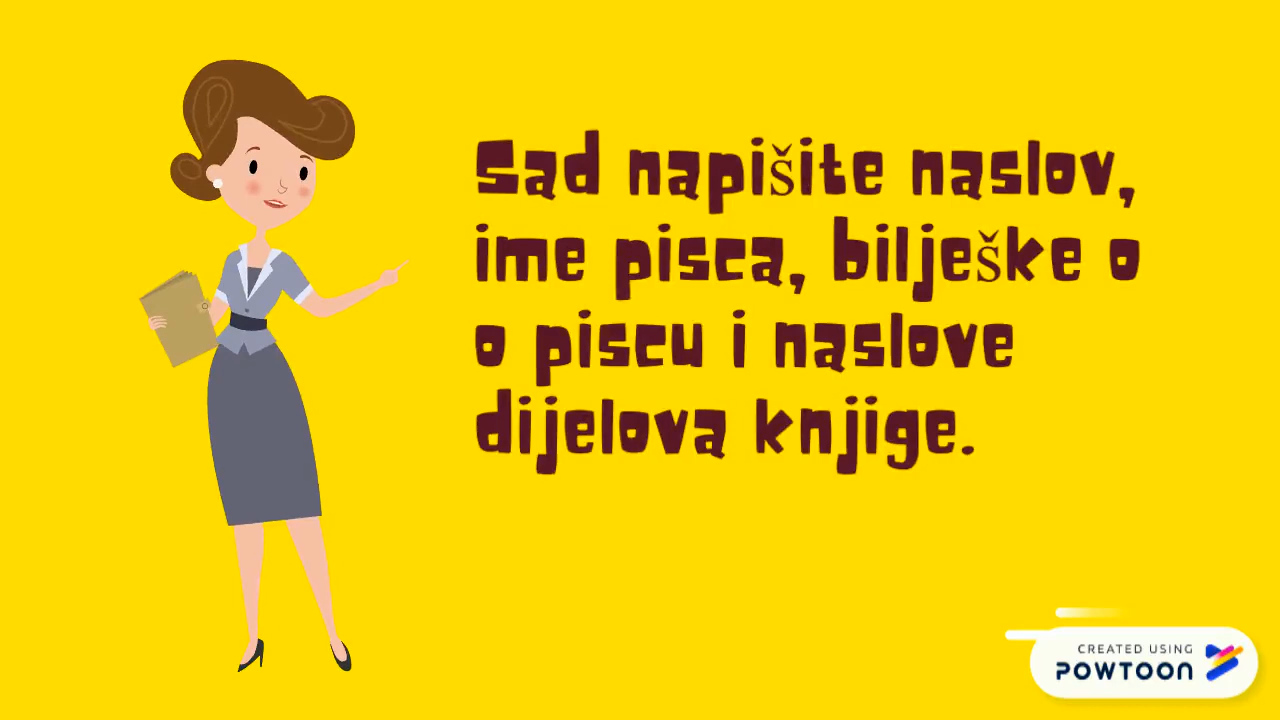 Sad napišite naslov,
ime pisca, bilješke o
o piscu i naslove
dijelova knjige.
CREATED USING
POWTOON